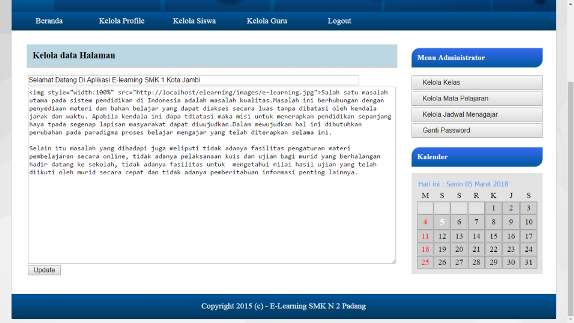 Beranda Kelola Profile Kelola Siswa Kelola Guru Logout
Kelola data Halaman
Selamat Datang Di Aplikasi E-learning SMK 1 Kota Jambi
<img style="width:100%" src="http://localhost/elearning/images/e-learning.jpg">Salah satu masalah
utama pada sistem pendidikan di Indonesia adalah masalah kualitas.Masalah ini berhubungan dengan
penyediaan materi dan bahan belajar yang dapat diakses secara luas tanpa dibatasi oleh kendala
jarak dan waktu. Apabila kendala ini dapa tdiatasi maka misi untuk menerapkan pendidikan sepanjang
haya tpada segenap lapisan masyarakat dapat diwujudkan.Dalam mewujudkan hal ini dibutuhkan
perubahan pada paradigma proses belajar mengajar yang telah diterapkan selama ini.
Selain itu masalah yang dihadapi juga meliputi tidak adanya fasilitas pengaturan materi
pembelajaran secara online, tidak adanya pelaksanaan kuis dan ujian bagi murid yang berhalangan
hadir datang ke sekolah, tidak adanya fasilitas untuk mengetahui nilai hasil ujian yang telah
diikuti oleh murid secara cepat dan tidak adanya pemberitahuan informasi penting lainnya.
Update
Menu Administrator
Kelola Kelas
Kelola Mata Pelajaran
Kelola Jadwal Menagajar
Ganti Password
Kalender
Hari ini : Senin 05 Maret 2018
M S S R K J S
1 2 3
4 5 6 7 8 9 10
11 12 13 14 15 16 17
18 19 20 21 22 23 24
25 26 27 28 29 30 31
Copyright 2015 (c) - E-Learning SMK N 2 Padang